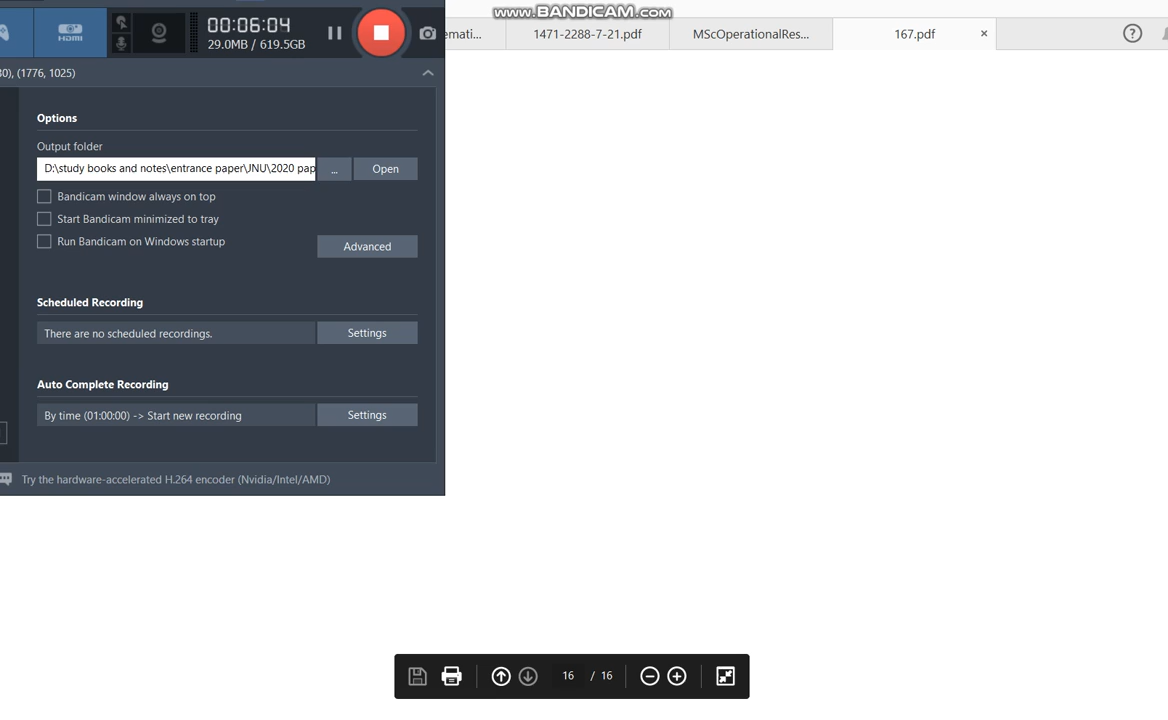 www.BANDICAM.com
HDMI
00:06:04
29.0MB / 619.5GB
emati...
1471-2288-7-21.pdf
MScOperationalRes...
167.pdf
×
?
0), (1776, 1025)
Options
Output folder
D:\study books and notes\entrance paper\JNU\2020 pap
...
Open
Bandicam window always on top
Start Bandicam minimized to tray
Run Bandicam on Windows startup
Advanced
Scheduled Recording
There are no scheduled recordings.
Settings
Auto Complete Recording
By time (01:00:00) -> Start new recording
Settings
Try the hardware-accelerated H.264 encoder (Nvidia/Intel/AMD)
16 / 16